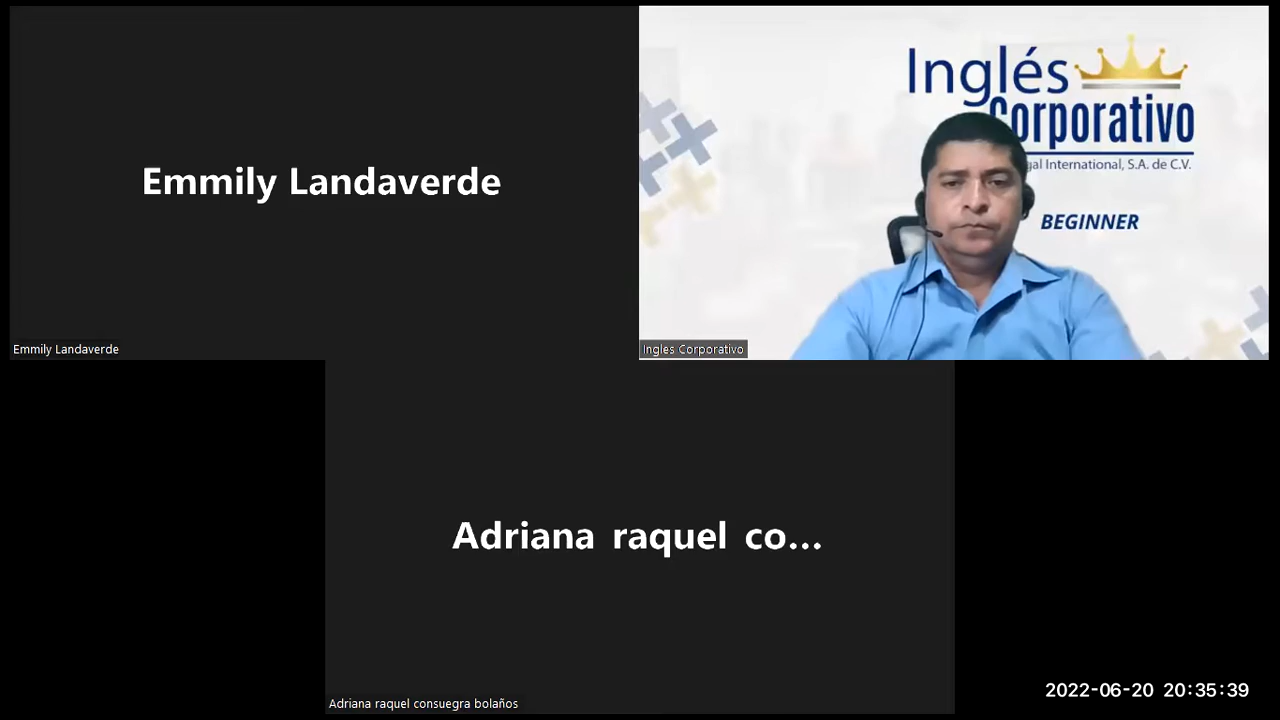 Emmily Landaverde
Emmily Landaverde
Inglés
Corporativo
gal International, S.A. de C.V.
BEGINNER
Ingles Corporativo
Adriana raquel co...
Adriana raquel consuegra bolaños
2022-06-20 20:35:39